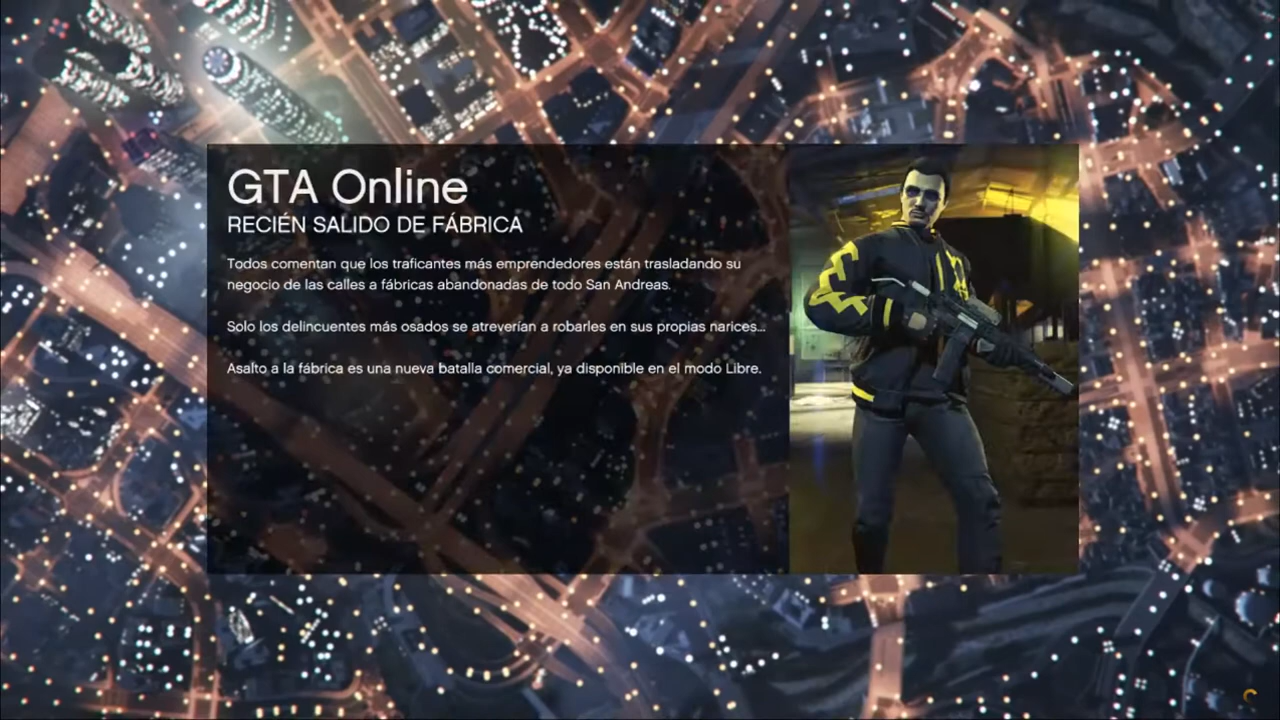 GTA Online
RECIÉN SALIDO DE FÁBRICA
Todos comentan que los traficantes más emprendedores están trasladando su
negocio de las calles a fábricas abandonadas de todo San Andreas.
Solo los delincuentes más osados se atreverían a robarles en sus propias narices...
Asalto a la fábrica es una nueva batalla comercial, ya disponible en el modo Libre.